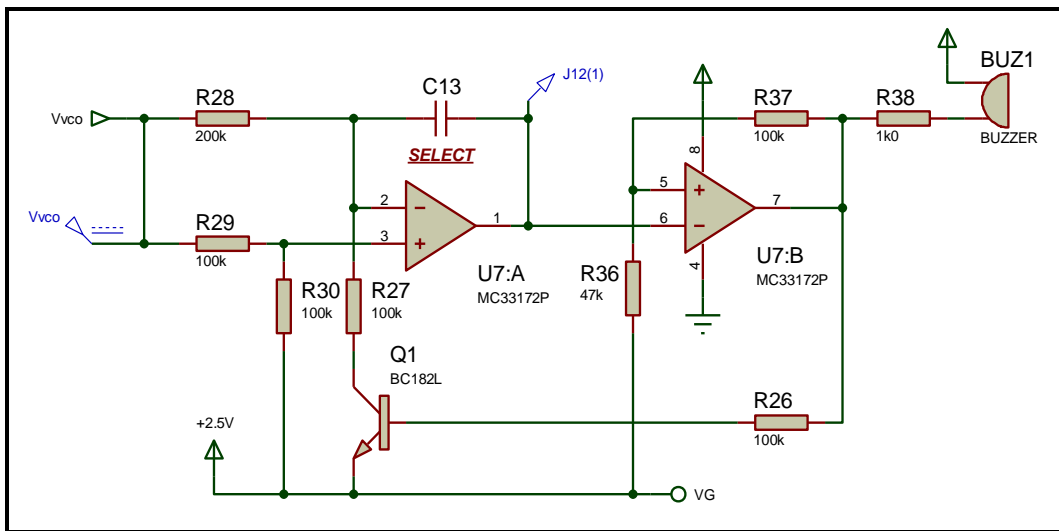 BUZ1
J12(1)
R28
C13
R37
R38
Vvco
200k
100k
1k0
BUZZER
SELECT
8
2
5
+
7
1
6
Vvco
R29
3
+
100k
U7:A
4
U7:B
MC33172P
R36
MC33172P
R30
R27
47k
100k
100k
Q1
BC182L
R26
+2.5V
100k
VG